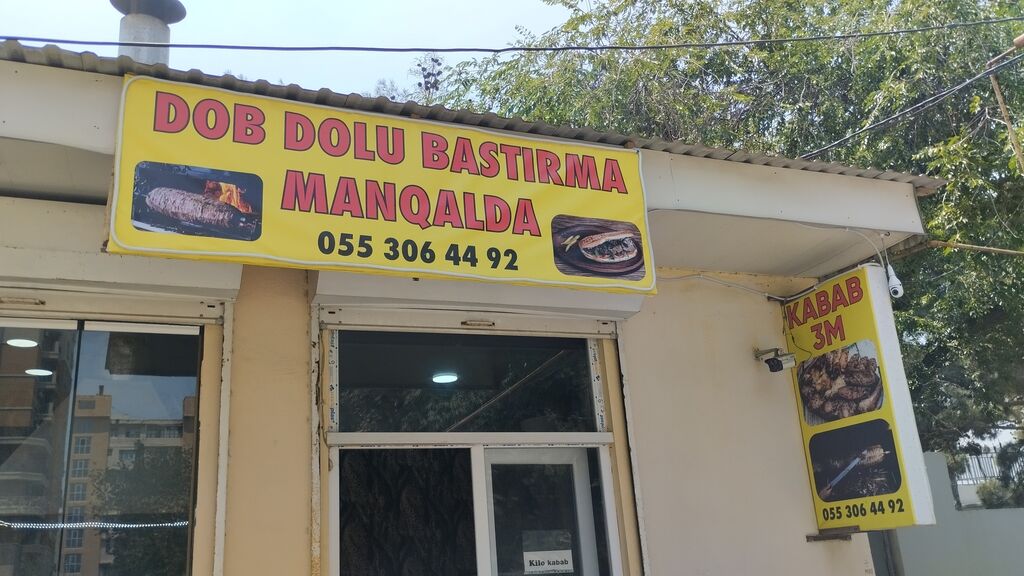 DOB DOLU BASTIRMA
MANQALDA
055 306 44 92
KABAB
3M
055 306 44 92
Kilo kabab